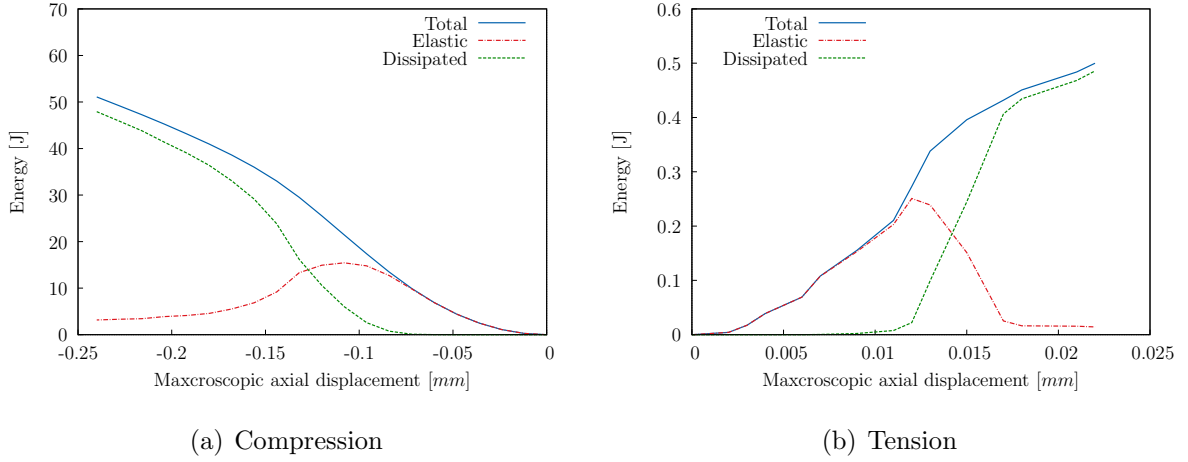 70
60
50
40
30
20
10
0
-0.25
-0.2
-0.15
-0.1
-0.05
0
Energy [J]
Maxcroscopic axial displacement [mm]
Total
Elastic
Dissipated
(a) Compression
0.6
0.5
0.4
0.3
0.2
0.1
0
0
0.005
0.01
0.015
0.02
0.025
Energy [J]
Maxcroscopic axial displacement [mm]
Total
Elastic
Dissipated
(b) Tension